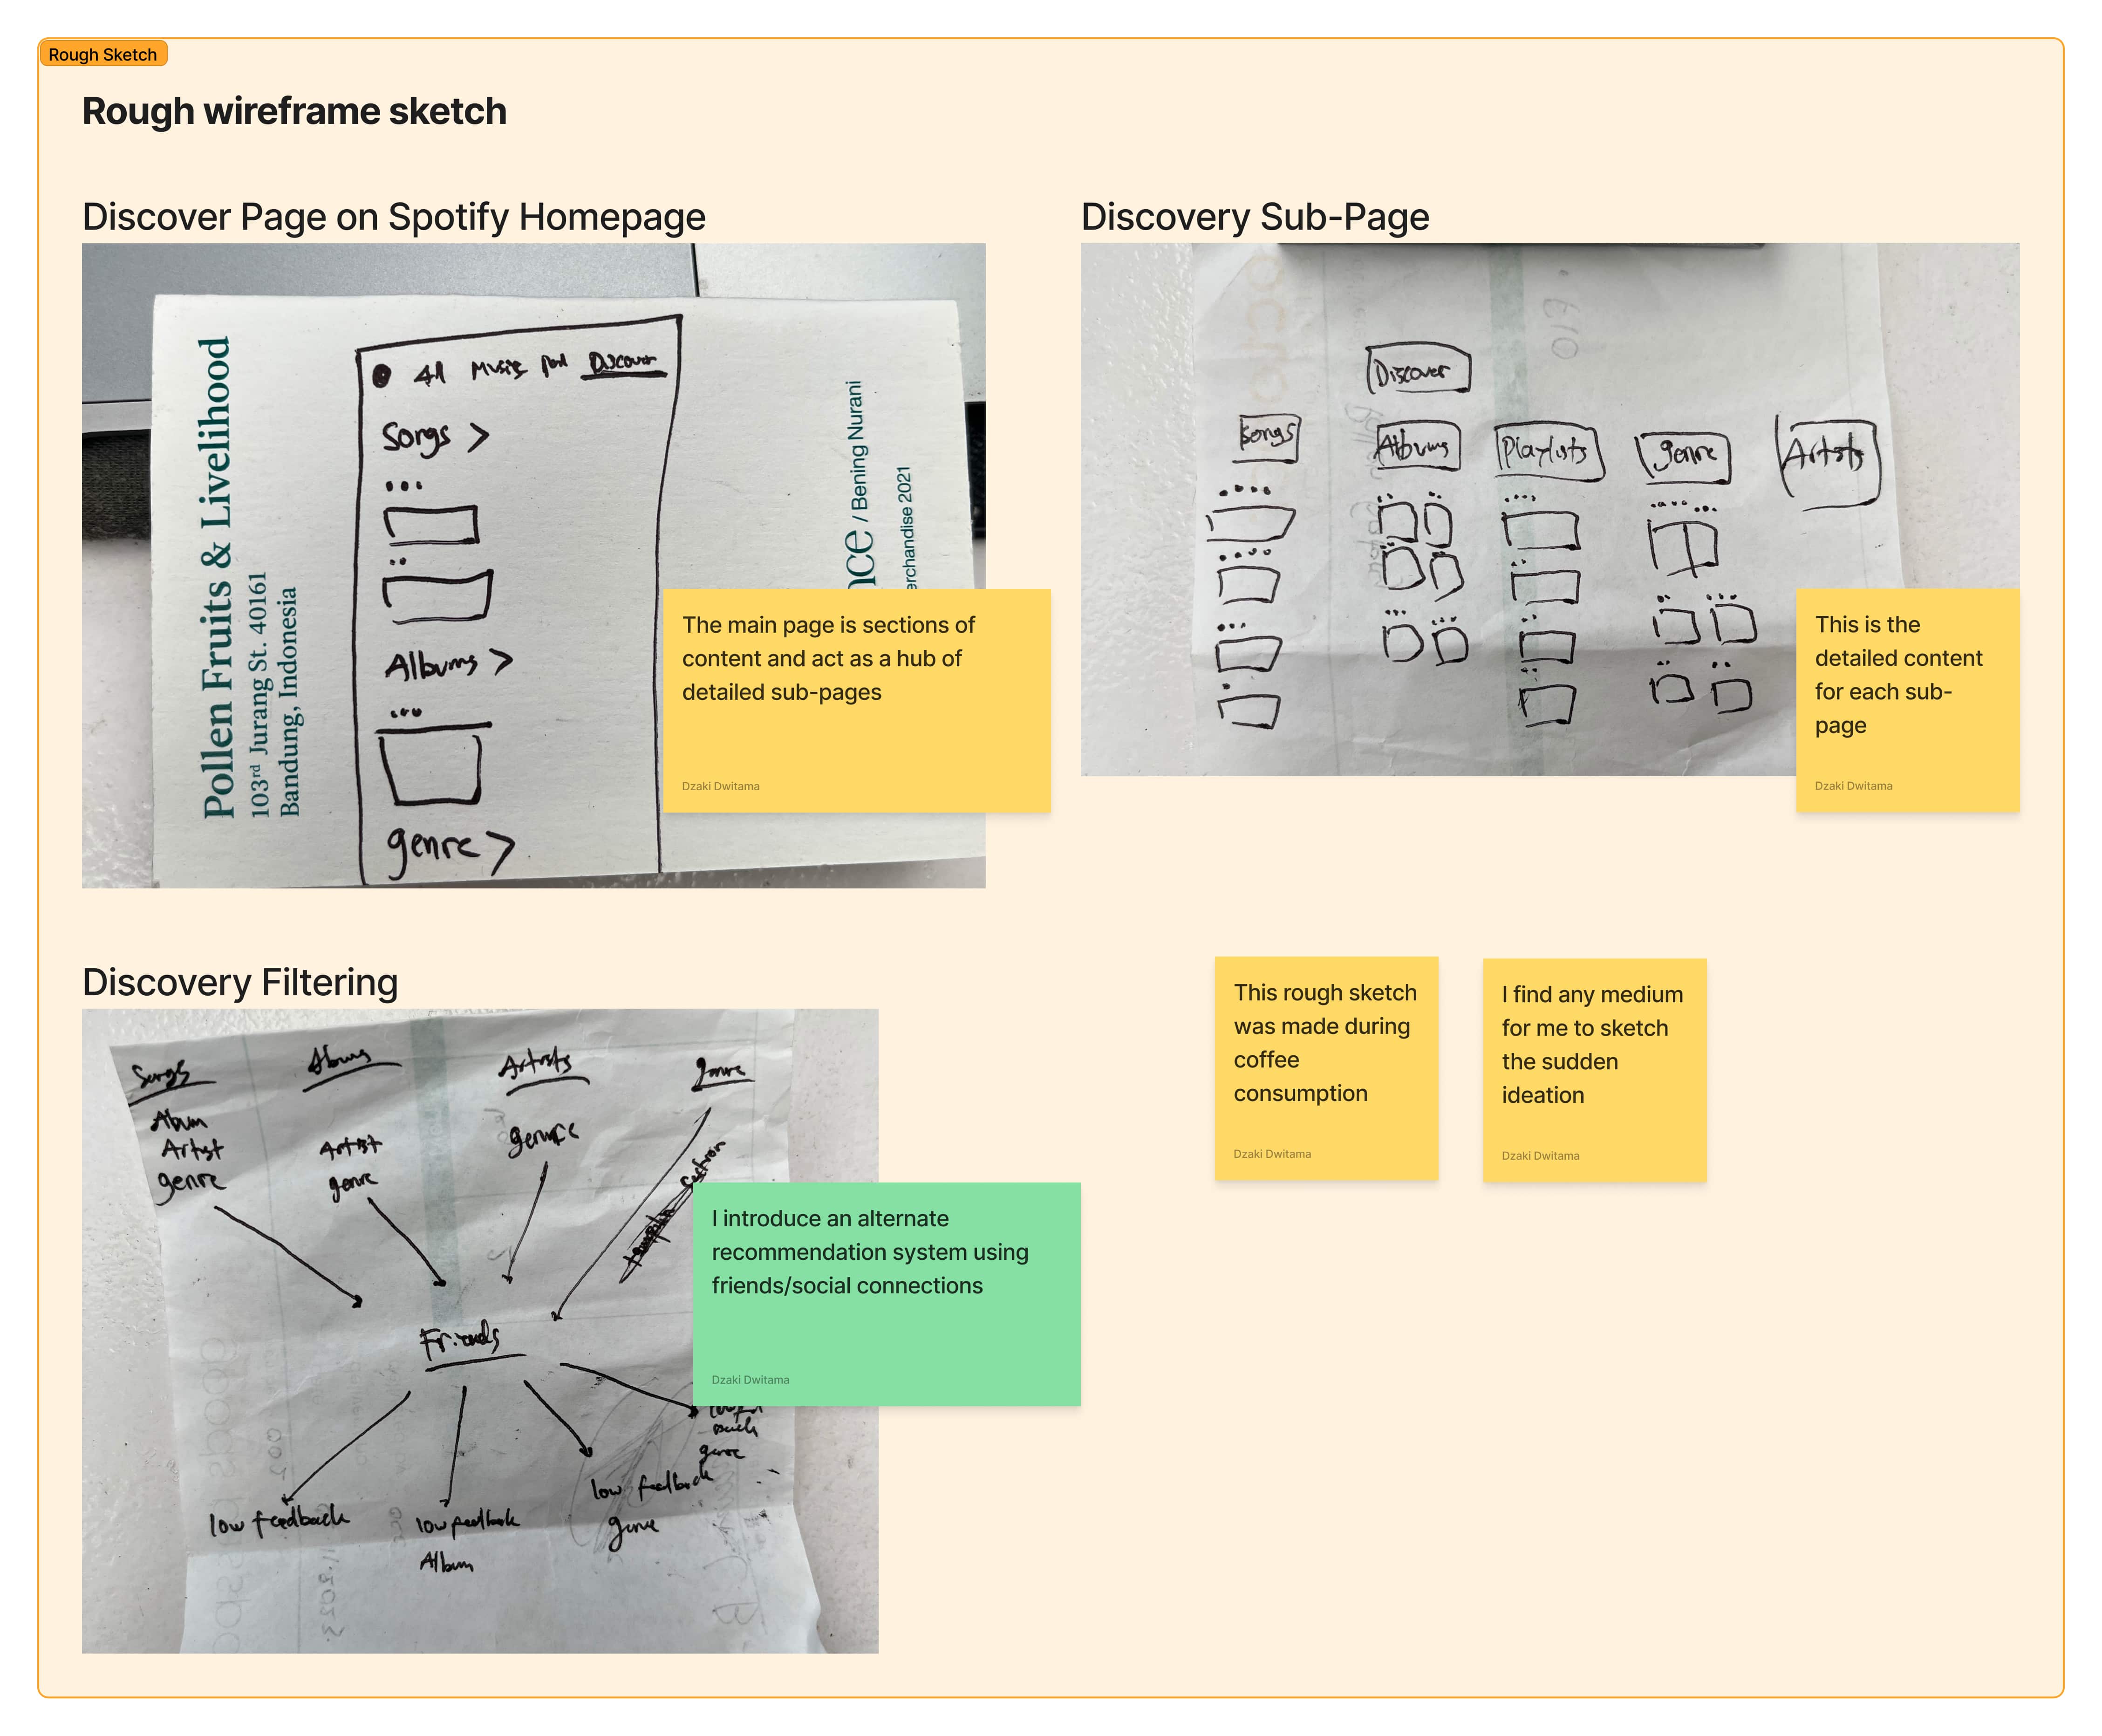 Rough Sketch
Rough wireframe sketch
Discover Page on Spotify Homepage
Pollen Fruits & Livelihood
103rd Jurang St. 40161
Bandung, Indonesia
All Music Discover
Songs >
Albums >
genre >
/ Bening Nurani
erchandise 2021
The main page is sections of
content and act as a hub of
detailed sub-pages
Dzaki Dwitama
Discovery Sub-Page
Discover
Songs
Albums
Playlists
genre
Artists
This is the
detailed content
for each sub-
page
Dzaki Dwitama
Discovery Filtering
Songs
Album
Artist
genre
Albums
Artist
genre
Artists
genre
genre
Friends
low feedback
low feedback
Album
low feedback
genre
genre
I introduce an alternate
recommendation system using
friends/social connections
Dzaki Dwitama
This rough sketch
was made during
coffee
consumption
Dzaki Dwitama
I find any medium
for me to sketch
the sudden
ideation
Dzaki Dwitama